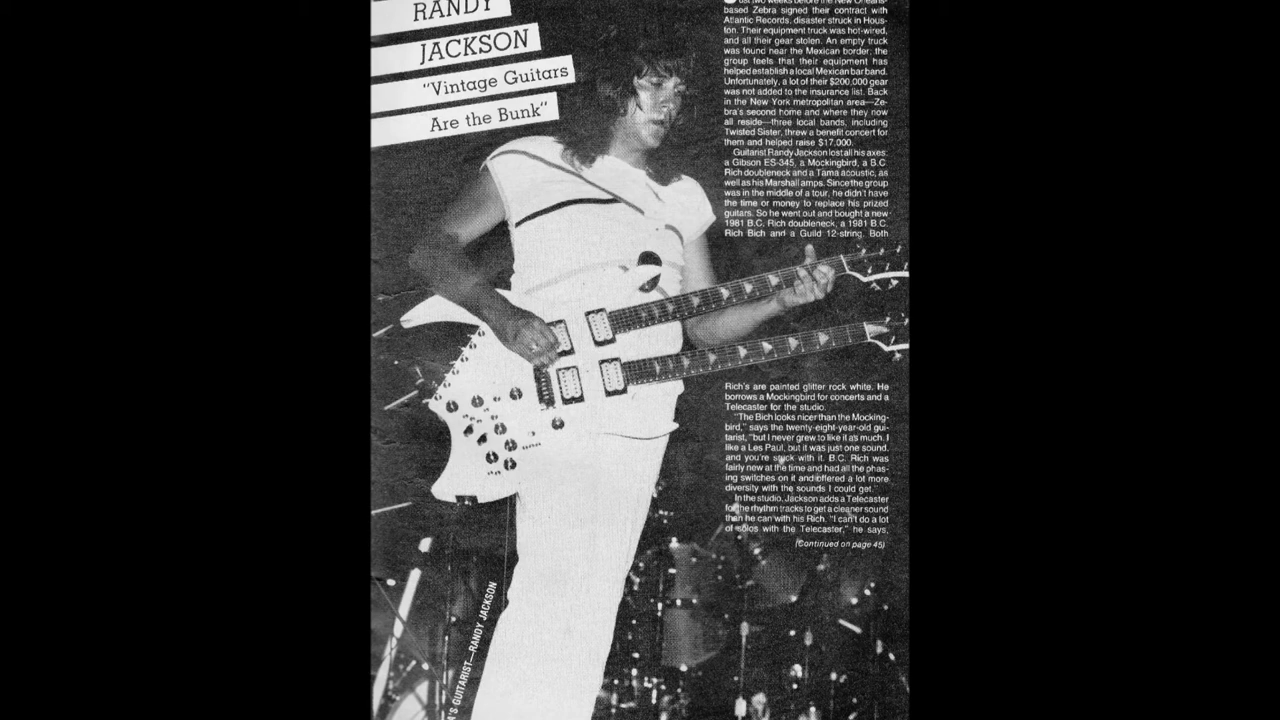 RANDY
JACKSON
"Vintage Guitars
Are the Bunk"
ust two weeks before the New Orleans-
based Zebra signed their contract with
Atlantic Records, disaster struck in Hous-
ton. Their equipment truck was hot-wired,
and all their gear stolen. An empty truck
was found near the Mexican border; the
group feels that their equipment has
helped establish a local Mexican bar band.
Unfortunately, a lot of their $200,000 gear
was not added to the insurance list. Back
in the New York metropolitan area—Ze-
bra's second home and where they now
all reside—three local bands, including
Twisted Sister, threw a benefit concert for
them and helped raise $17,000.
Guitarist Randy Jackson lost all his axes:
a Gibson ES-345, a Mockingbird, a B.C.
Rich doubleneck and a Tama acoustic, as
well as his Marshall amps. Since the group
was in the middle of a tour, he didn't have
the time or money to replace his prized
guitars. So he went out and bought a new
1981 B.C. Rich doubleneck, a 1981 B.C.
Rich Bich and a Guild 12-string. Both
Rich's are painted glitter rock white. He
borrows a Mockingbird for concerts and a
Telecaster for the studio.
"The Bich looks nicer than the Mocking-
bird," says the twenty-eight-year-old gui-
tarist, "but I never grew to like it as much. I
like a Les Paul, but it was just one sound,
and you're stuck with it. B.C. Rich was
fairly new at the time and had all the phas-
ing switches on it and offered a lot more
diversity with the sounds I could get."
In the studio, Jackson adds a Telecaster
for the rhythm tracks to get a cleaner sound
than he can with his Rich. "I can't do a lot
of solos with the Telecaster," he says,
(Continued on page 45)
A'S GUITARIST—RANDY JACKSON